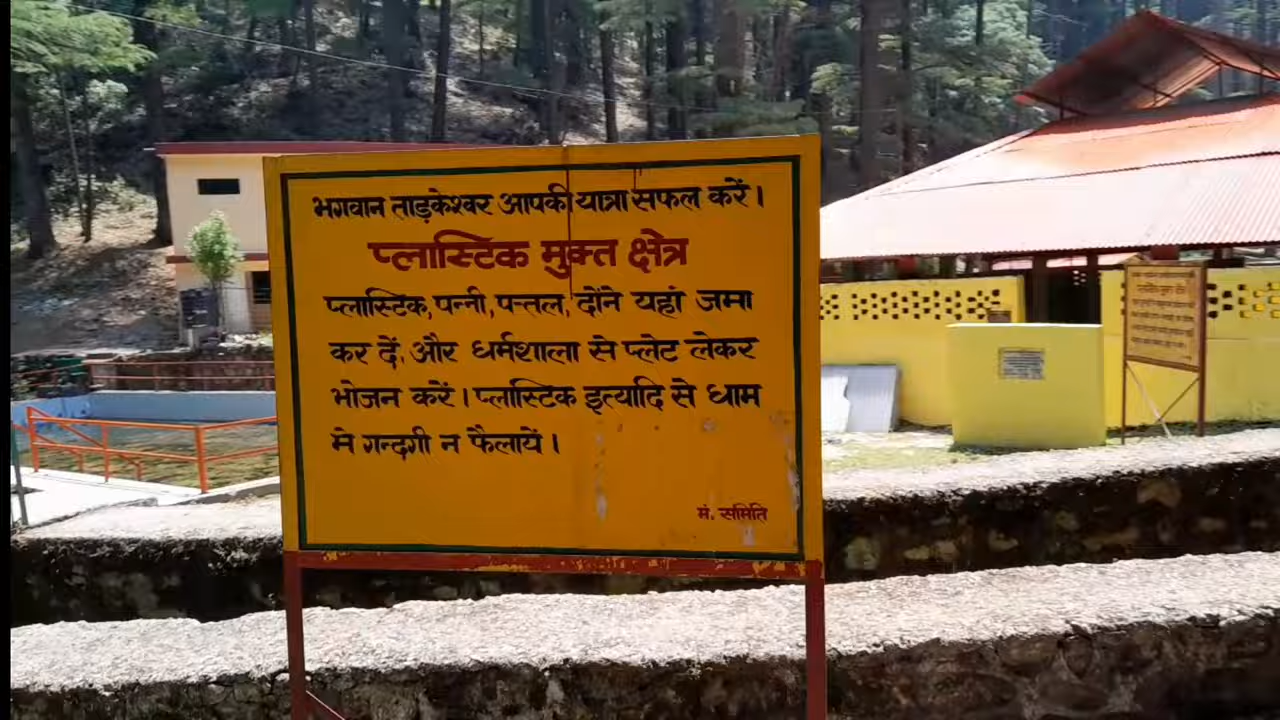 भगवान ताड़केश्वर आपकी यात्रा सफल करें।
प्लास्टिक मुक्त क्षेत्र
प्लास्टिक, पन्नी, पत्तल, दोंने यहां जमा
कर दें, और धर्मशाला से प्लेट लेकर
भोजन करें। प्लास्टिक इत्यादि से धाम
मे गन्दगी न फैलायें।
मं. समिति